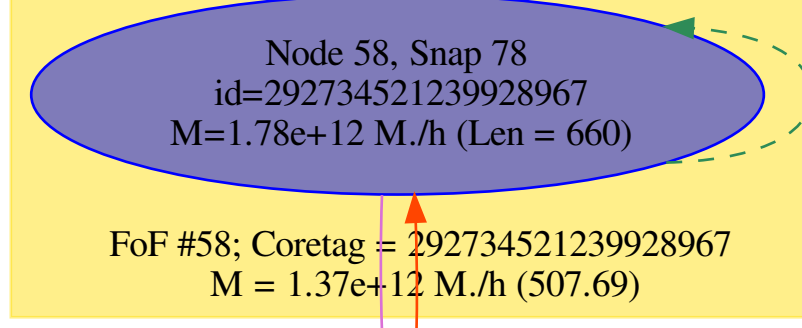 Node 58, Snap 78
id=292734521239928967
M=1.78e+12 M./h (Len = 660)
FoF #58; Coretag = 292734521239928967
M = 1.37e+12 M./h (507.69)